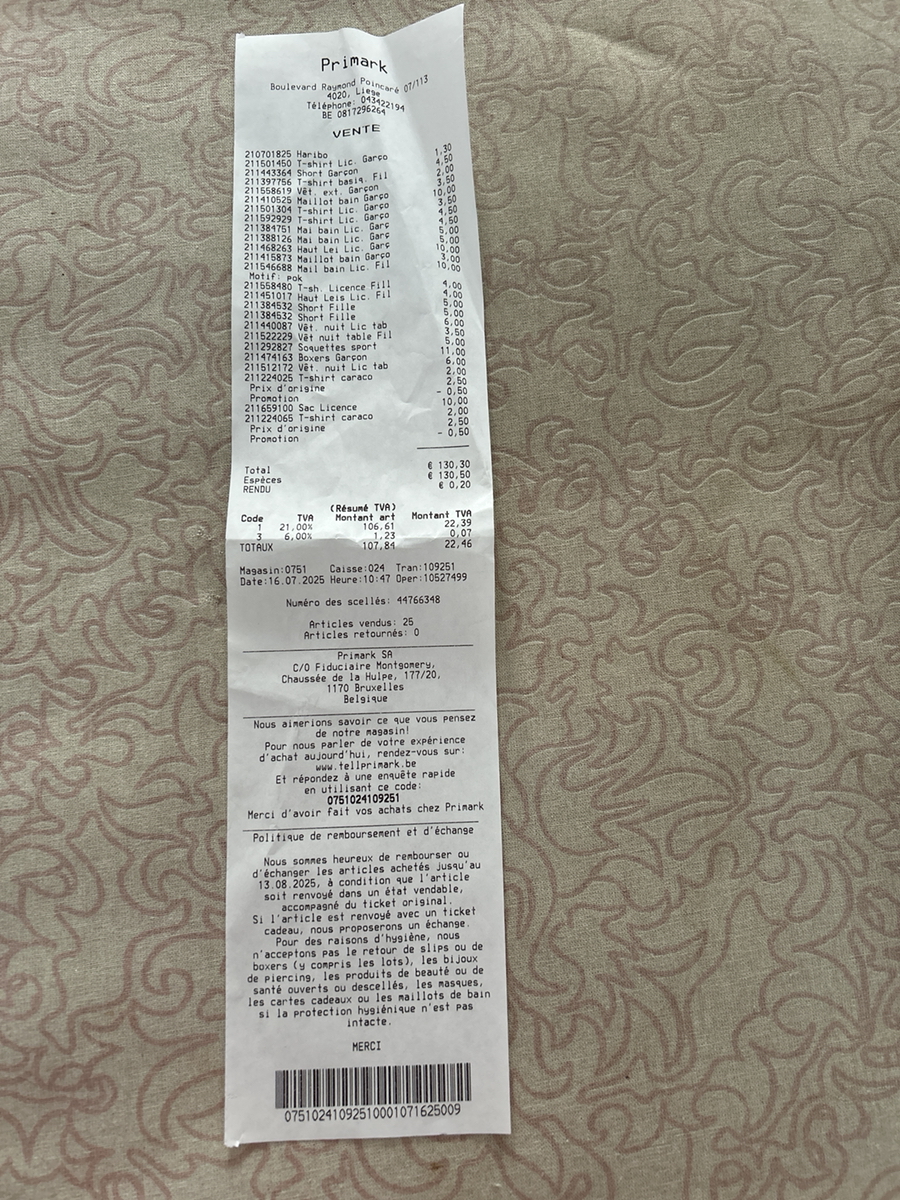 Primark
Boulevard Raymond Poincaré 07/113
4020, Liege
Téléphone: 043422194
BE 0817296264
VENTE
210701825 Haribo 1,30
211501450 T-shirt Lic. Garço 4,50
211443364 Short Garçon 2,00
211397756 T-shirt basiq. Fil 3,50
211558619 Vêt. ext. Garçon 10,00
211410525 Maillot bain Garço 3,50
211501304 T-shirt Lic. Garço 4,50
211592929 T-shirt Lic. Garço 4,50
211384751 Mai bain Lic. Garç 5,00
211388126 Mai bain Lic. Garç 5,00
211468263 Haut Lei Lic. Garç 10,00
211415873 Maillot bain Garço 3,00
211546688 Mail bain Lic. Fil 10,00
Motif: pok
211558480 T-sh. Licence Fill 4,00
211451017 Haut Leis Lic. Fil 4,00
211384532 Short Fille 5,00
211384532 Short Fille 5,00
211440087 Vêt. nuit Lic tab 6,00
211522229 Vêt nuit table Fil 3,50
211292827 Soquettes sport 5,00
211474163 Boxers Garçon 11,00
211512172 Vêt. nuit Lic tab 6,00
211224025 T-shirt caraco 2,00
Prix d'origine 2,50
Promotion - 0,50
211659100 Sac Licence 10,00
211224065 T-shirt caraco 2,00
Prix d'origine 2,50
Promotion - 0,50
Total € 130,30
Espèces € 130,50
RENDU € 0,20
(Résumé TVA)
Code TVA Montant art Montant TVA
1 21,00% 106,61 22,39
3 6,00% 1,23 0,07
TOTAUX 107,84 22,46
Magasin:0751 Caisse:024 Tran:109251
Date:16.07.2025 Heure:10:47 Oper:10527499
Numéro des scellés: 44766348
Articles vendus: 25
Articles retournés: 0
Primark SA
C/O Fiduciaire Montgomery,
Chaussée de la Hulpe, 177/20,
1170 Bruxelles
Belgique
Nous aimerions savoir ce que vous pensez
de notre magasin!
Pour nous parler de votre expérience
d'achat aujourd'hui, rendez-vous sur:
www.tellprimark.be
Et répondez à une enquête rapide
en utilisant ce code:
0751024109251
Merci d'avoir fait vos achats chez Primark
Politique de remboursement et d'échange
Nous sommes heureux de rembourser ou
d'échanger les articles achetés jusqu'au
13.08.2025, à condition que l'article
soit renvoyé dans un état vendable,
accompagné du ticket original.
Si l'article est renvoyé avec un ticket
cadeau, nous proposerons un échange.
Pour des raisons d'hygiène, nous
n'acceptons pas le retour de slips ou de
boxers (y compris les lots), les bijoux
de piercing, les produits de beauté ou de
santé ouverts ou descellés, les masques,
les cartes cadeaux ou les maillots de bain
si la protection hygiénique n'est pas
intacte.
MERCI
0751024109251000107162​5009